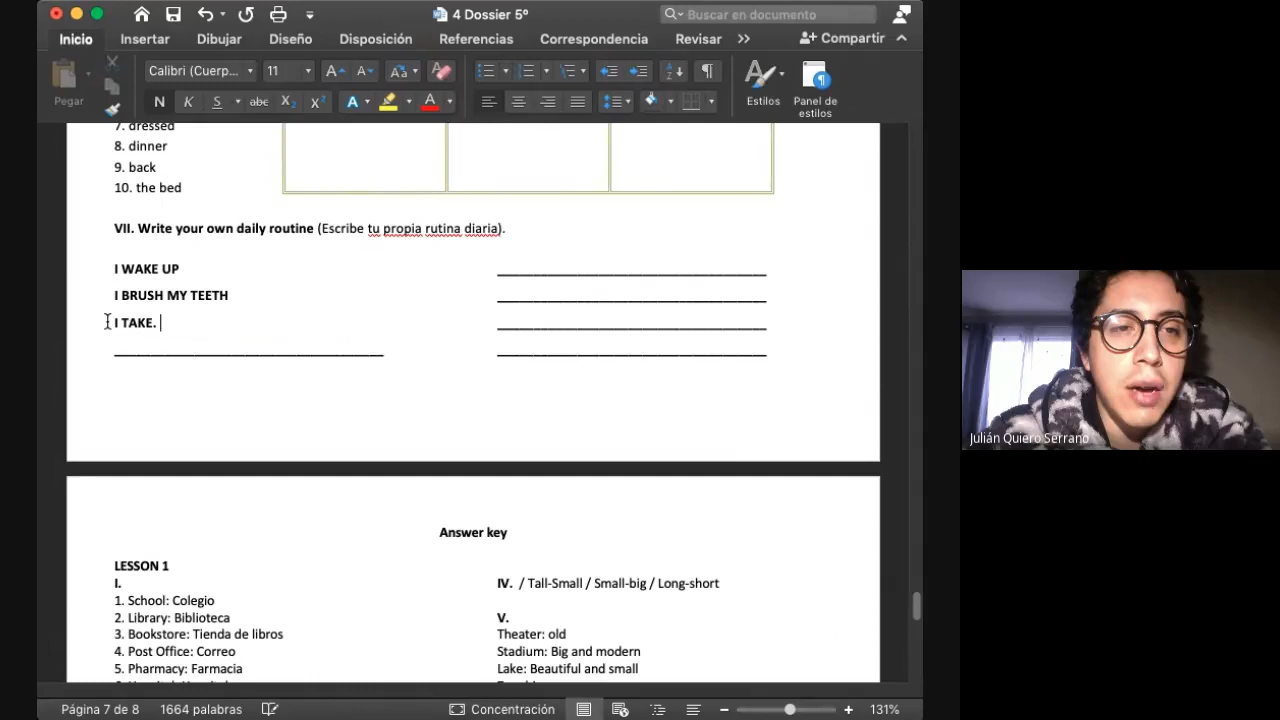 4 Dossier 5º
Buscar en documento
Inicio Insertar Dibujar Diseño Disposición Referencias Correspondencia Revisar Compartir
Pegar
Calibri (Cuerp... 11
N K S abc X₂ X²
Estilos
Panel de estilos
7. dressed
8. dinner
9. back
10. the bed
VII. Write your own daily routine (Escribe tu propia rutina diaria).
I WAKE UP
I BRUSH MY TEETH
I TAKE.
Answer key
LESSON 1
I.
1. School: Colegio
2. Library: Biblioteca
3. Bookstore: Tienda de libros
4. Post Office: Correo
5. Pharmacy: Farmacia
IV. / Tall-Small / Small-big / Long-short
V.
Theater: old
Stadium: Big and modern
Lake: Beautiful and small
Julián Quiero Serrano
Página 7 de 8 1664 palabras Concentración 131%